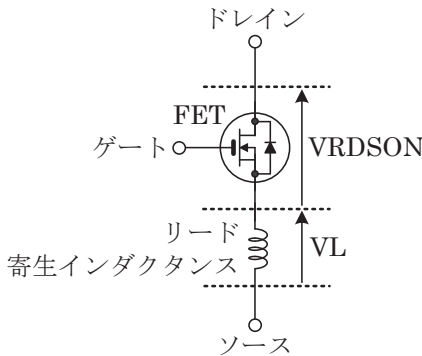 ドレイン
FET
ゲート
VRDSON
リード
寄生インダクタンス
VL
ソース